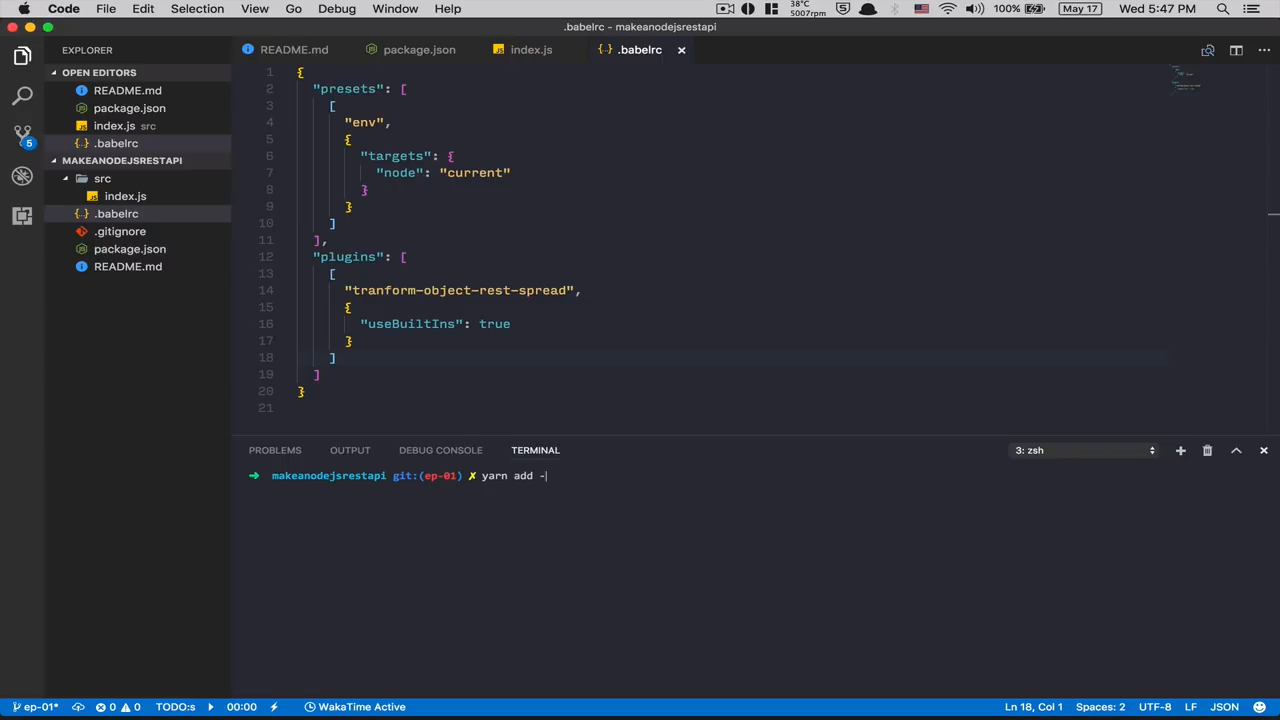 Code File Edit Selection View Go Debug Window Help 38°C 5007rpm 5 100% May 17 Wed 5:47 PM
.babelrc — makeanodejsrestapi
EXPLORER
OPEN EDITORS
README.md
package.json
index.js src
.babelrc
MAKEANODEJSRESTAPI
src
index.js
.babelrc
.gitignore
package.json
README.md
5
README.md package.json index.js .babelrc
1 {
2 "presets": [
3 [
4 "env",
5 {
6 "targets": {
7 "node": "current"
8 }
9 }
10 ]
11 ],
12 "plugins": [
13 [
14 "tranform-object-rest-spread",
15 {
16 "useBuiltIns": true
17 }
18 ]
19 ]
20 }
21
PROBLEMS OUTPUT DEBUG CONSOLE TERMINAL 3: zsh
➜ makeanodejsrestapi git:(ep-01) ✗ yarn add -
ep-01* 0 0 TODO:s 00:00 WakaTime Active Ln 18, Col 1 Spaces: 2 UTF-8 LF JSON